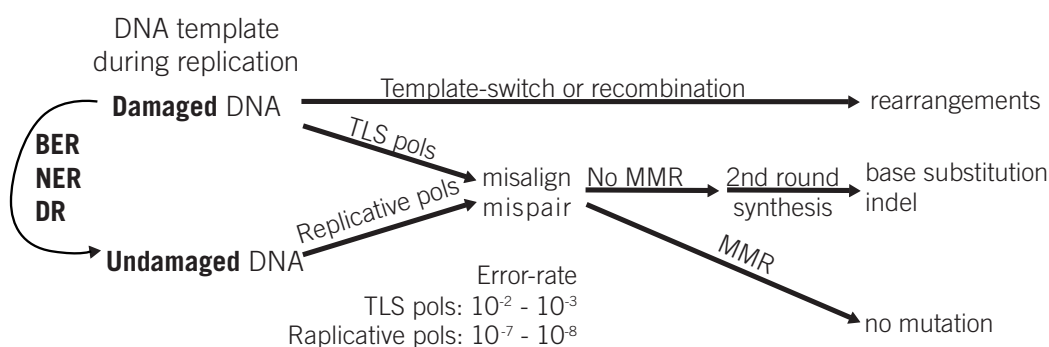 DNA template
during replication
Damaged DNA
Template-switch or recombination
rearrangements
BER
NER
DR
TLS pols
Replicative pols
misalign
mispair
No MMR
2nd round
synthesis
base substitution
indel
MMR
Undamaged DNA
no mutation
Error-rate
TLS pols: 10⁻² - 10⁻³
Raplicative pols: 10⁻⁷ - 10⁻⁸